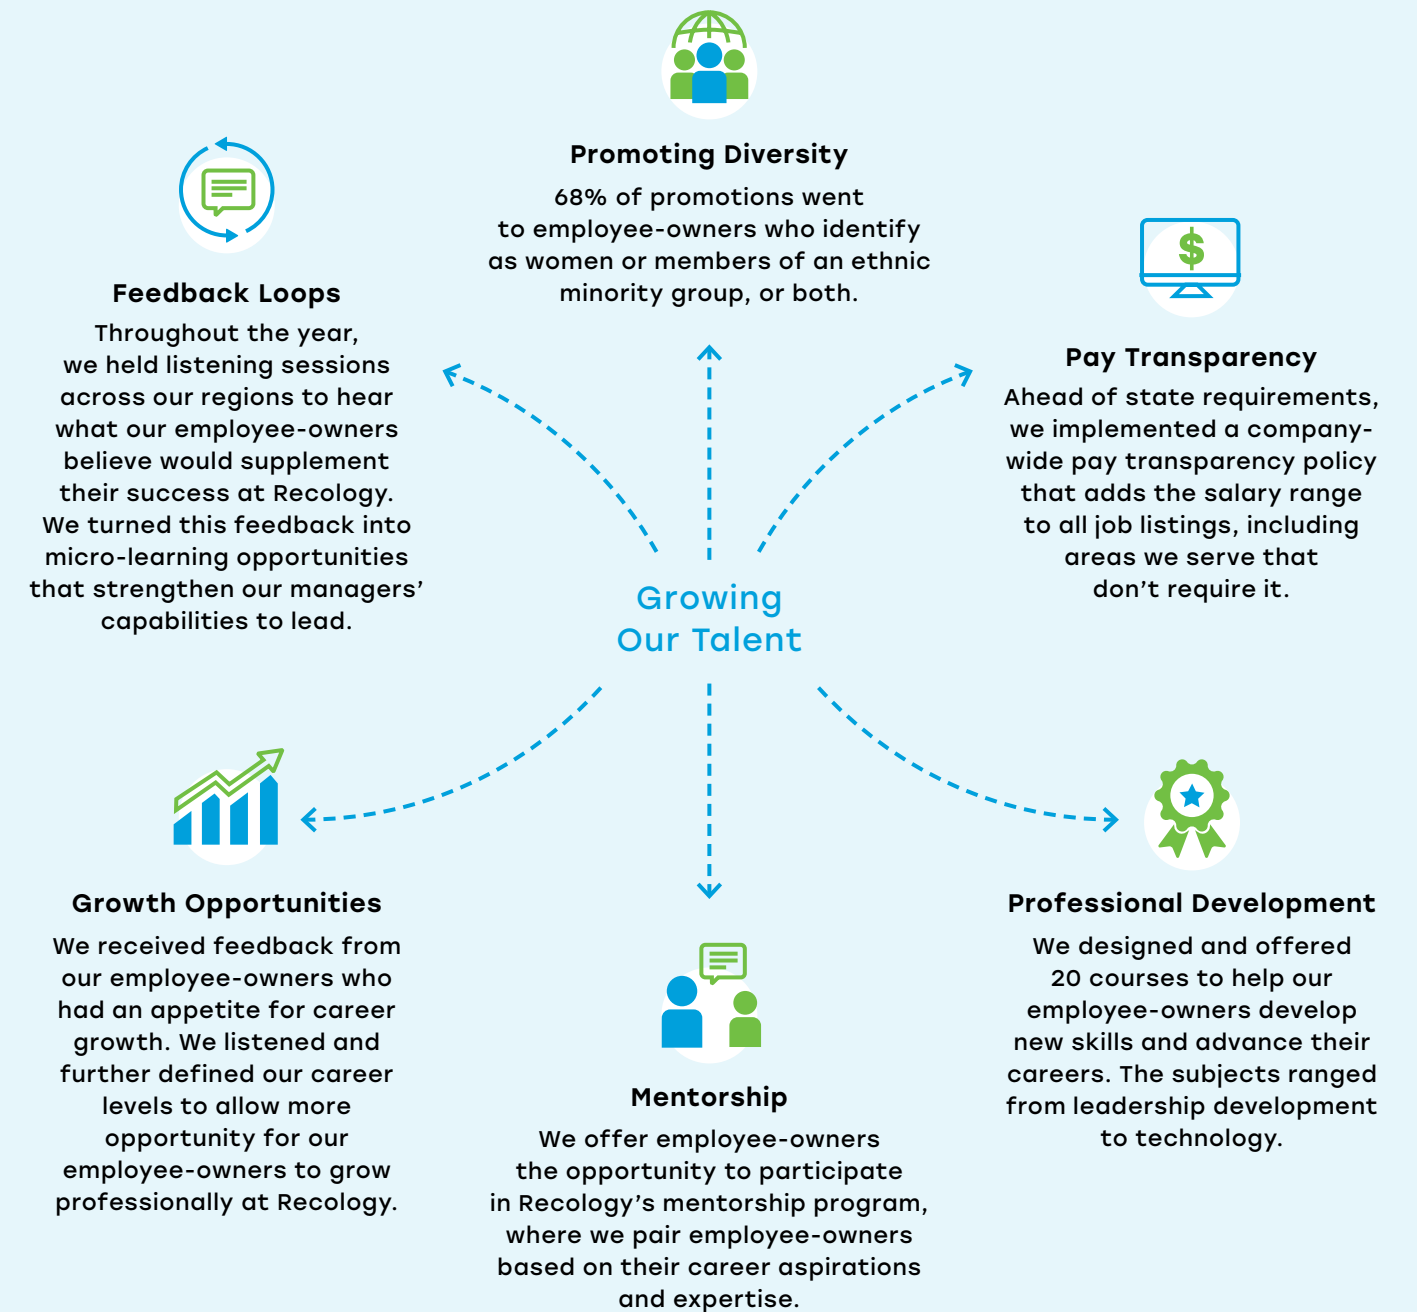 Promoting Diversity
68% of promotions went
to employee-owners who identify
as women or members of an ethnic
minority group, or both.
Feedback Loops
Throughout the year,
we held listening sessions
across our regions to hear
what our employee-owners
believe would supplement
their success at Recology.
We turned this feedback into
micro-learning opportunities
that strengthen our managers’
capabilities to lead.
$
Pay Transparency
Ahead of state requirements,
we implemented a company-
wide pay transparency policy
that adds the salary range
to all job listings, including
areas we serve that
don’t require it.
Growing
Our Talent
Growth Opportunities
We received feedback from
our employee-owners who
had an appetite for career
growth. We listened and
further defined our career
levels to allow more
opportunity for our
employee-owners to grow
professionally at Recology.
Mentorship
We offer employee-owners
the opportunity to participate
in Recology’s mentorship program,
where we pair employee-owners
based on their career aspirations
and expertise.
Professional Development
We designed and offered
20 courses to help our
employee-owners develop
new skills and advance their
careers. The subjects ranged
from leadership development
to technology.